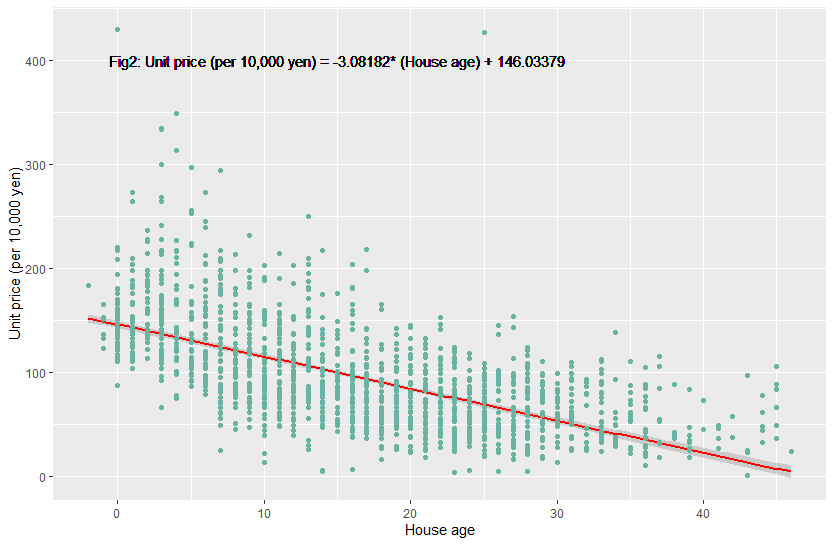 400
Fig2: Unit price (per 10,000 yen) = -3.08182* (House age) + 146.03379
300
Unit price (per 10,000 yen)
200
100
0
0 10 20 30 40
House age